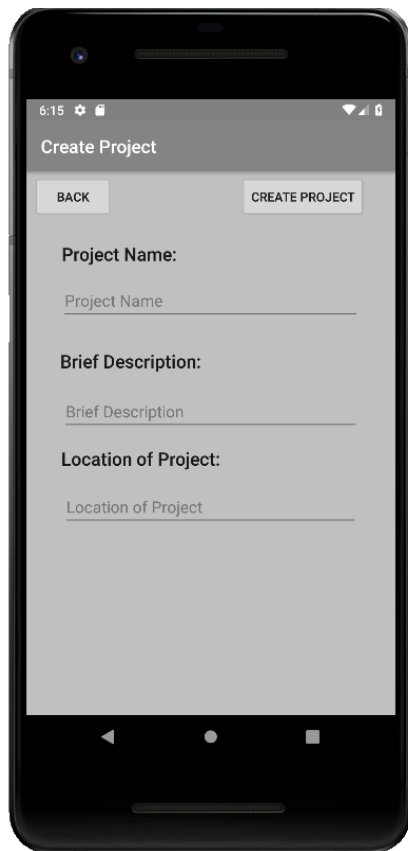 6:15
Create Project
BACK CREATE PROJECT
Project Name:
Project Name
Brief Description:
Brief Description
Location of Project:
Location of Project